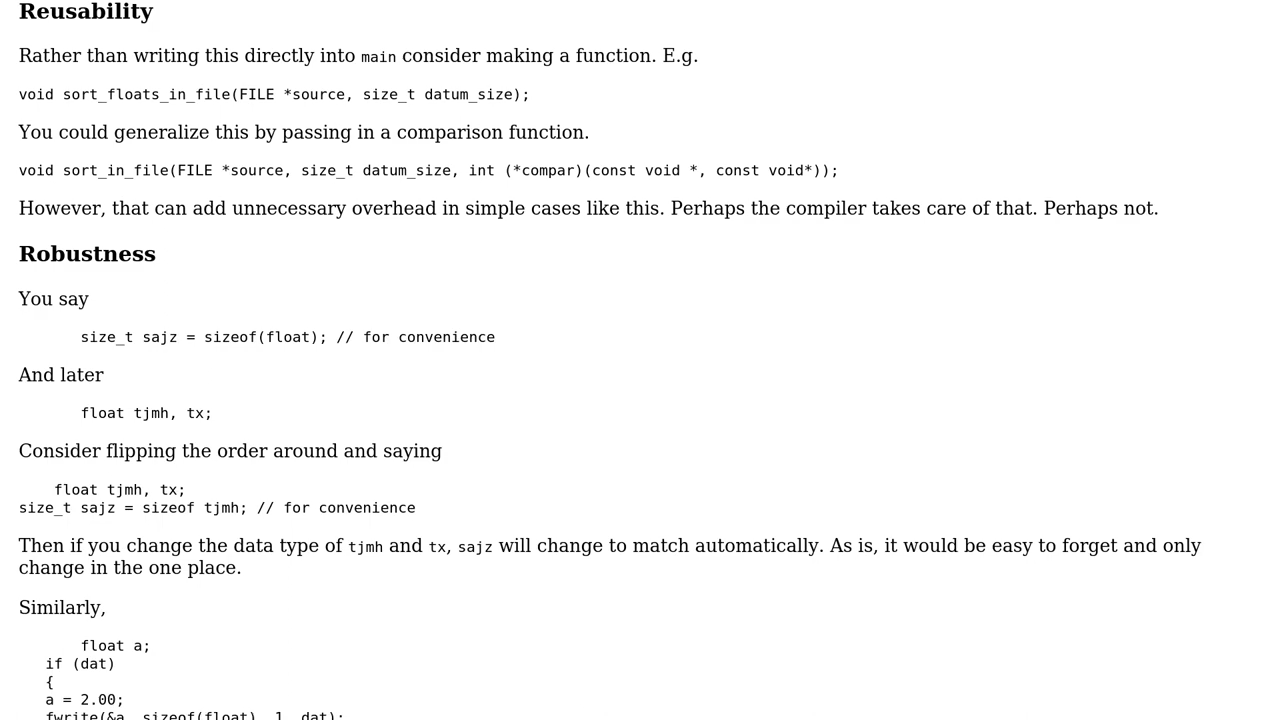 Reusability
Rather than writing this directly into main consider making a function. E.g.
void sort_floats_in_file(FILE *source, size_t datum_size);
You could generalize this by passing in a comparison function.
void sort_in_file(FILE *source, size_t datum_size, int (*compar)(const void *, const void*));
However, that can add unnecessary overhead in simple cases like this. Perhaps the compiler takes care of that. Perhaps not.
Robustness
You say
size_t sajz = sizeof(float); // for convenience
And later
float tjmh, tx;
Consider flipping the order around and saying
float tjmh, tx;
size_t sajz = sizeof tjmh; // for convenience
Then if you change the data type of tjmh and tx, sajz will change to match automatically. As is, it would be easy to forget and only
change in the one place.
Similarly,
float a;
if (dat)
{
a = 2.00;
fwrite(&a, sizeof(float), 1, dat);